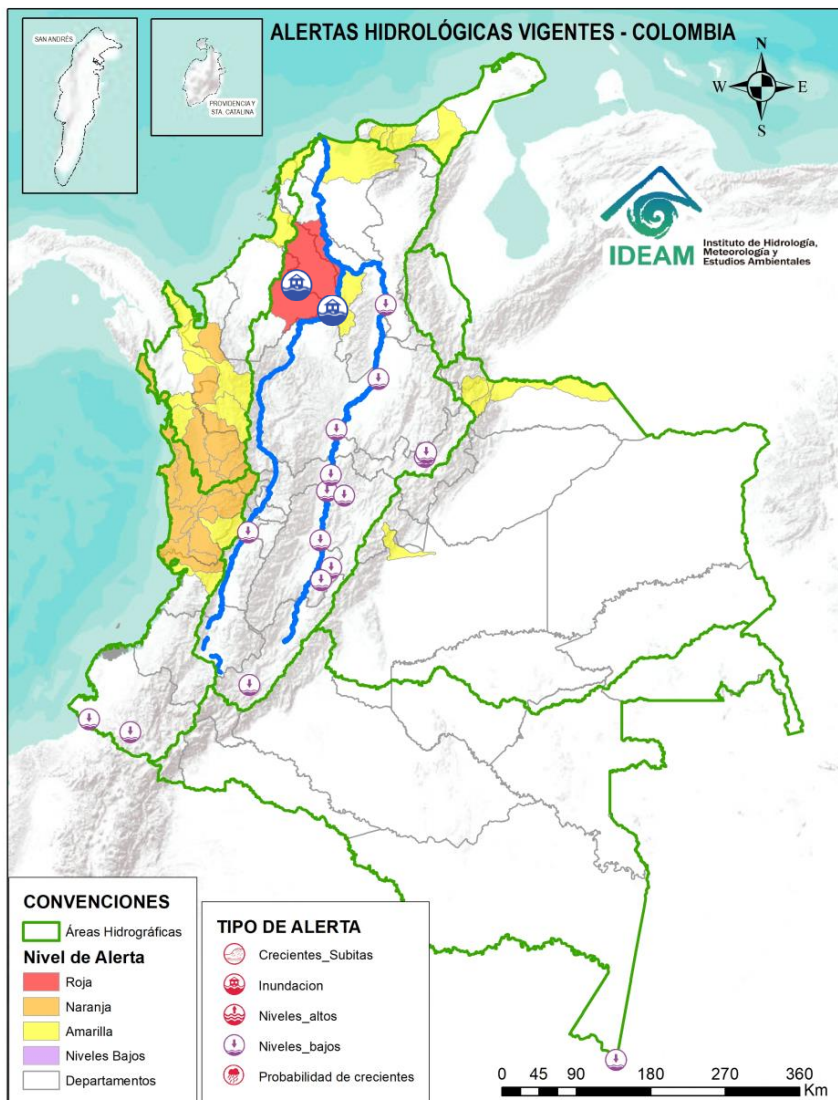 ALERTAS HIDROLÓGICAS VIGENTES - COLOMBIA
SAN ANDRÉS
PROVIDENCIA Y
STA. CATALINA
N
W
E
S
IDEAM
Instituto de Hidrología,
Meteorología y
Estudios Ambientales
CONVENCIONES
Áreas Hidrográficas
Nivel de Alerta
Roja
Naranja
Amarilla
Niveles Bajos
Departamentos
TIPO DE ALERTA
Crecientes_Subitas
Inundacion
Niveles_altos
Niveles_bajos
Probabilidad de crecientes
0 45 90 180 270 360
Km